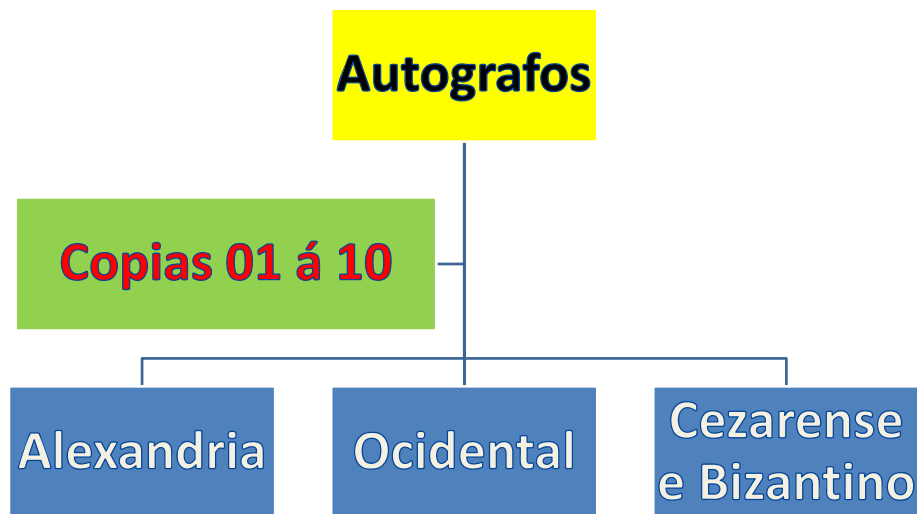 Autografos
Copias 01 á 10
Alexandria
Ocidental
Cezarense
e Bizantino